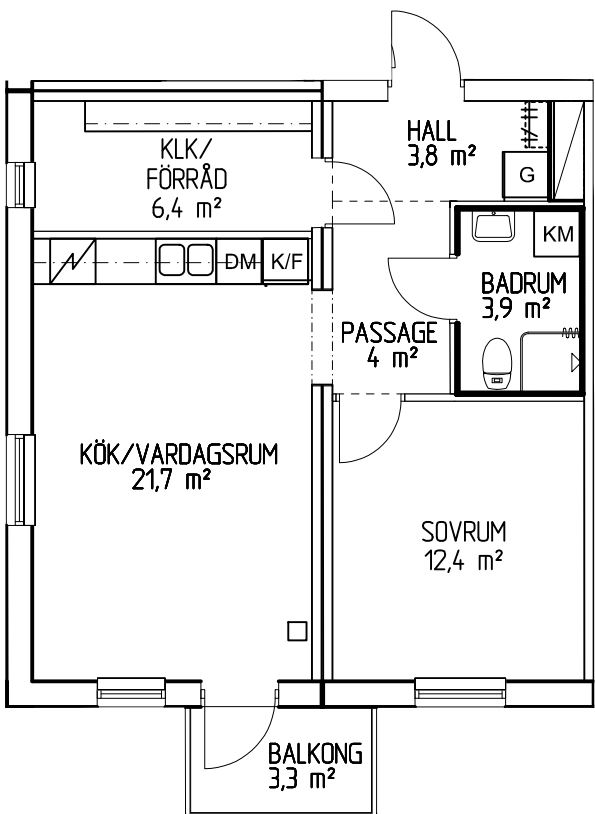 HALL
3,8 m²
KLK/
FÖRRÅD
6,4 m²
G
KM
DM
K/F
BADRUM
3,9 m²
PASSAGE
4 m²
KÖK/VARDAGSRUM
21,7 m²
SOVRUM
12,4 m²
BALKONG
3,3 m²